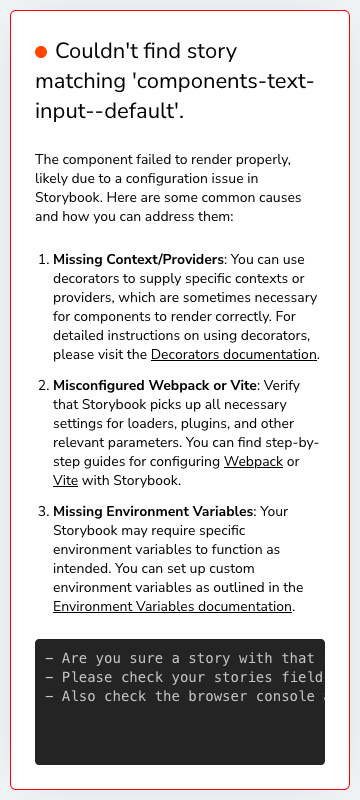 Couldn't find story
matching 'components-text-
input--default'.
The component failed to render properly,
likely due to a configuration issue in
Storybook. Here are some common causes
and how you can address them:
1. Missing Context/Providers: You can use
decorators to supply specific contexts or
providers, which are sometimes necessary
for components to render correctly. For
detailed instructions on using decorators,
please visit the Decorators documentation.
2. Misconfigured Webpack or Vite: Verify
that Storybook picks up all necessary
settings for loaders, plugins, and other
relevant parameters. You can find step-by-
step guides for configuring Webpack or
Vite with Storybook.
3. Missing Environment Variables: Your
Storybook may require specific
environment variables to function as
intended. You can set up custom
environment variables as outlined in the
Environment Variables documentation.
– Are you sure a story with that
– Please check your stories field
– Also check the browser console